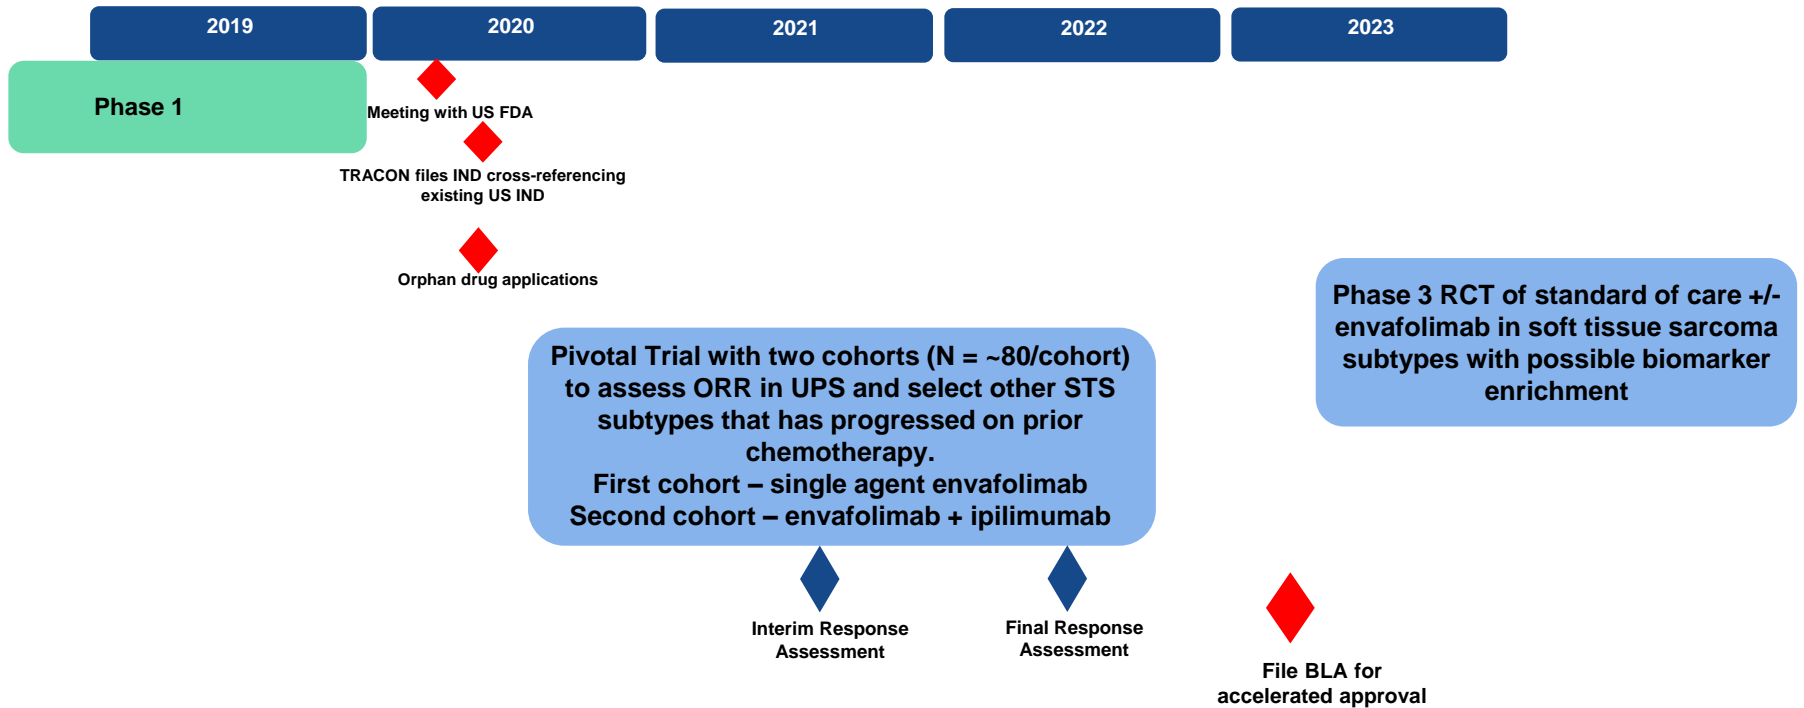 2019
2020
2021
2022
2023
Phase 1
Meeting with US FDA
TRACON files IND cross-referencing
existing US IND
Orphan drug applications
Pivotal Trial with two cohorts (N = ~80/cohort)
to assess ORR in UPS and select other STS
subtypes that has progressed on prior
chemotherapy.
First cohort – single agent envafolimab
Second cohort – envafolimab + ipilimumab
Phase 3 RCT of standard of care +/-
envafolimab in soft tissue sarcoma
subtypes with possible biomarker
enrichment
Interim Response
Assessment
Final Response
Assessment
File BLA for
accelerated approval